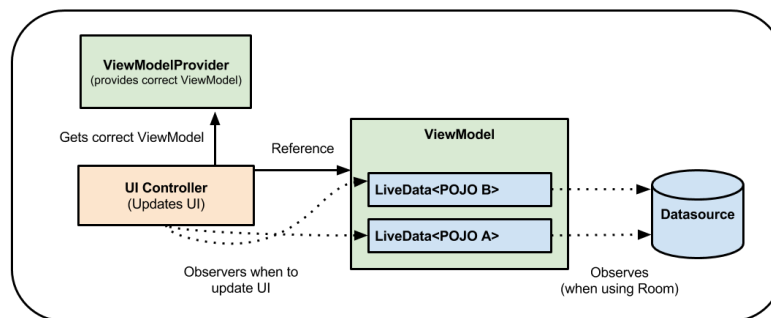 ViewModelProvider
(provides correct ViewModel)
Gets correct ViewModel
Reference
ViewModel
UI Controller
(Updates UI)
LiveData<POJO B>
LiveData<POJO A>
Datasource
Observers when to
update UI
Observes
(when using Room)